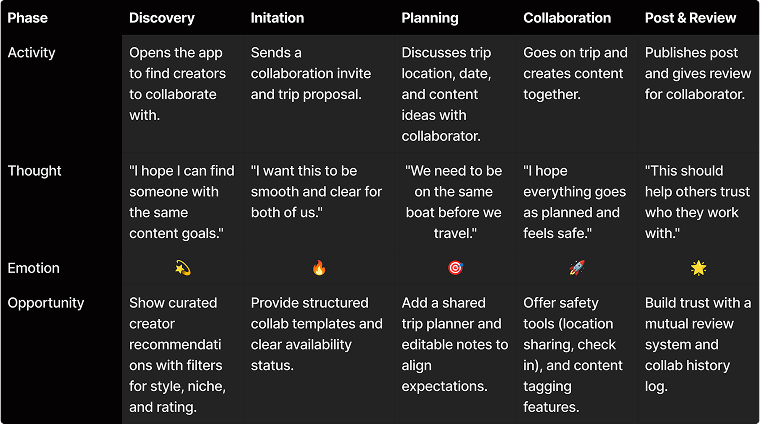 Phase Discovery Initation Planning Collaboration Post & Review
Activity
Opens the app
to find creators
to collaborate
with.
Sends a
collaboration invite
and trip proposal.
Discusses trip
location, date,
and content
ideas with
collaborator.
Goes on trip and
creates content
together.
Publishes post
and gives review
for collaborator.
Thought
"I hope I can find
someone with
the same
content goals."
"I want this to be
smooth and clear for
both of us."
"We need to be
on the same
boat before we
travel."
"I hope
everything goes
as planned and
feels safe."
"This should
help others trust
who they work
with."
Emotion 💫 🔥 🎯 🚀 🌟
Opportunity
Show curated
creator
recommendati
ons with filters
for style, niche,
and rating.
Provide structured
collab templates and
clear availability
status.
Add a shared
trip planner and
editable notes to
align
expectations.
Offer safety
tools (location
sharing, check
in), and content
tagging
features.
Build trust with a
mutual review
system and
collab history
log.